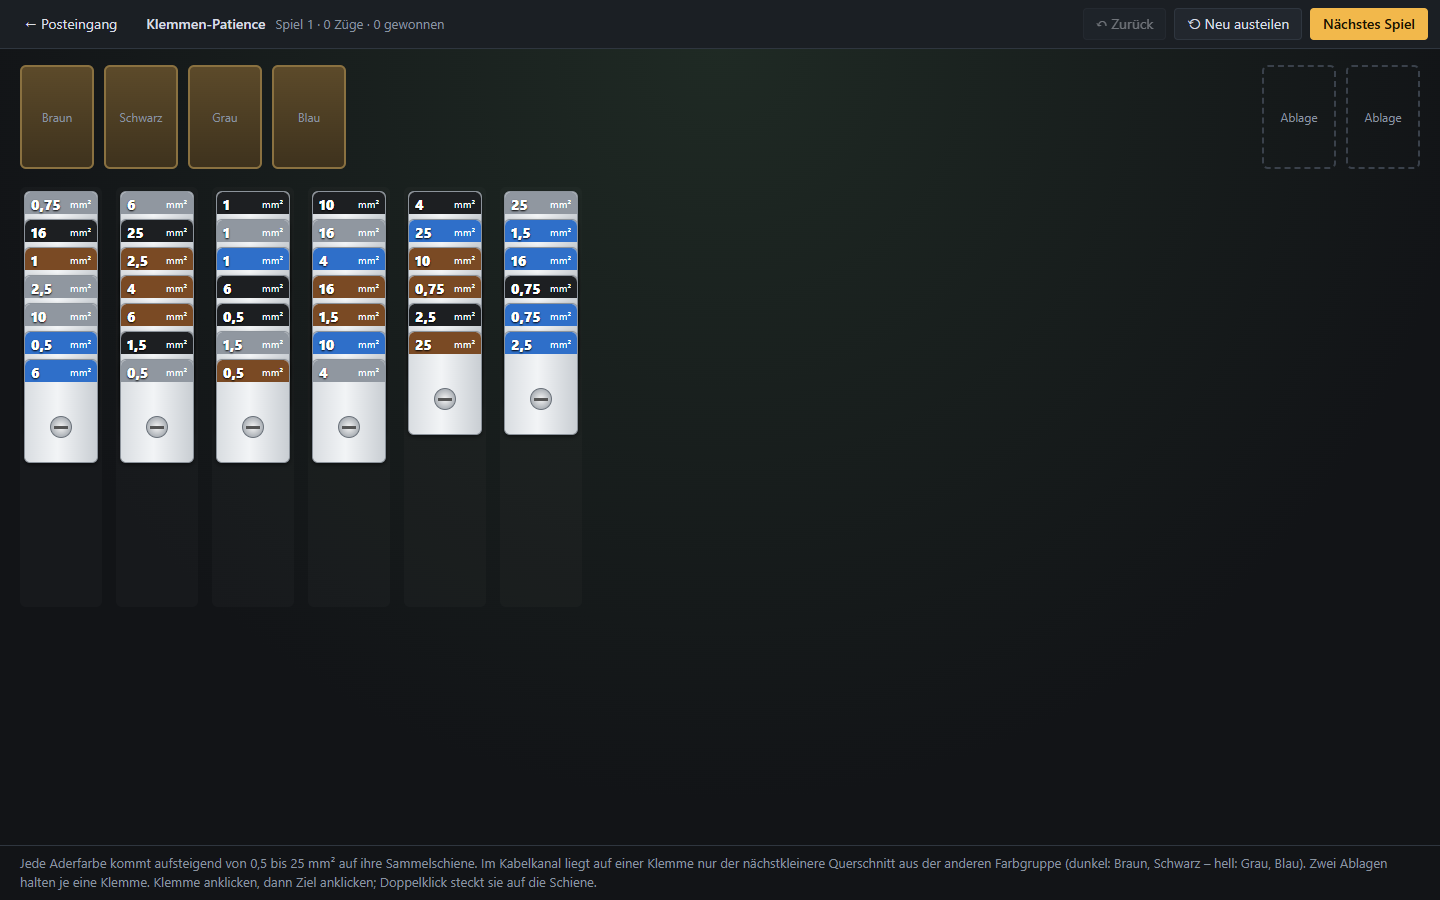 ← Posteingang Klemmen-Patience Spiel 1 · 0 Züge · 0 gewonnen ↶ Zurück Neu austeilen Nächstes Spiel
Braun Schwarz Grau Blau Ablage Ablage
0,75 mm² 6 mm² 1 mm² 10 mm² 4 mm² 25 mm²
16 mm² 25 mm² 1 mm² 16 mm² 25 mm² 1,5 mm²
1 mm² 2,5 mm² 1 mm² 4 mm² 10 mm² 16 mm²
2,5 mm² 4 mm² 6 mm² 16 mm² 0,75 mm² 0,75 mm²
10 mm² 6 mm² 0,5 mm² 1,5 mm² 2,5 mm² 0,75 mm²
0,5 mm² 1,5 mm² 1,5 mm² 10 mm² 25 mm² 2,5 mm²
6 mm² 0,5 mm² 0,5 mm² 4 mm²
Jede Aderfarbe kommt aufsteigend von 0,5 bis 25 mm² auf ihre Sammelschiene. Im Kabelkanal liegt auf einer Klemme nur der nächstkleinere Querschnitt aus der anderen Farbgruppe (dunkel: Braun, Schwarz – hell: Grau, Blau). Zwei Ablagen
halten je eine Klemme. Klemme anklicken, dann Ziel anklicken; Doppelklick steckt sie auf die Schiene.